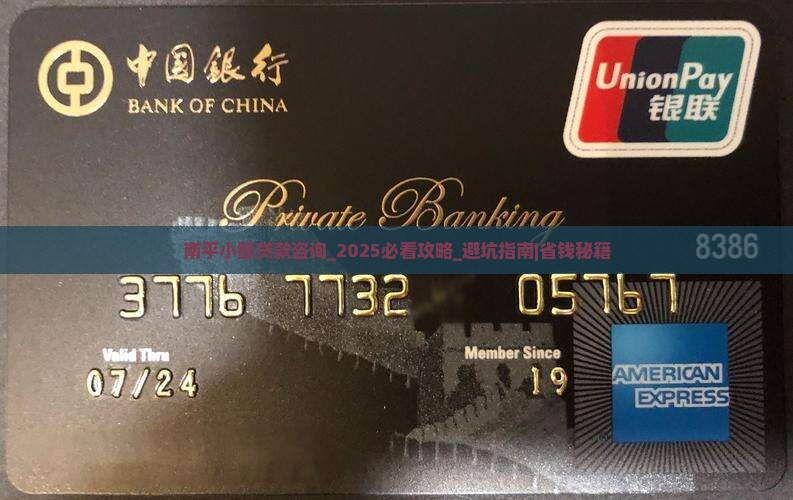 中国銀行
BANK OF CHINA
UnionPay
银联
Private Banking
南平小额贷款咨询_2025必看攻略_避坑指南|省钱秘籍
8386
3776 7732 05767
Valid Thru
Member Since
07/24
19
AMERICAN
EXPRESS